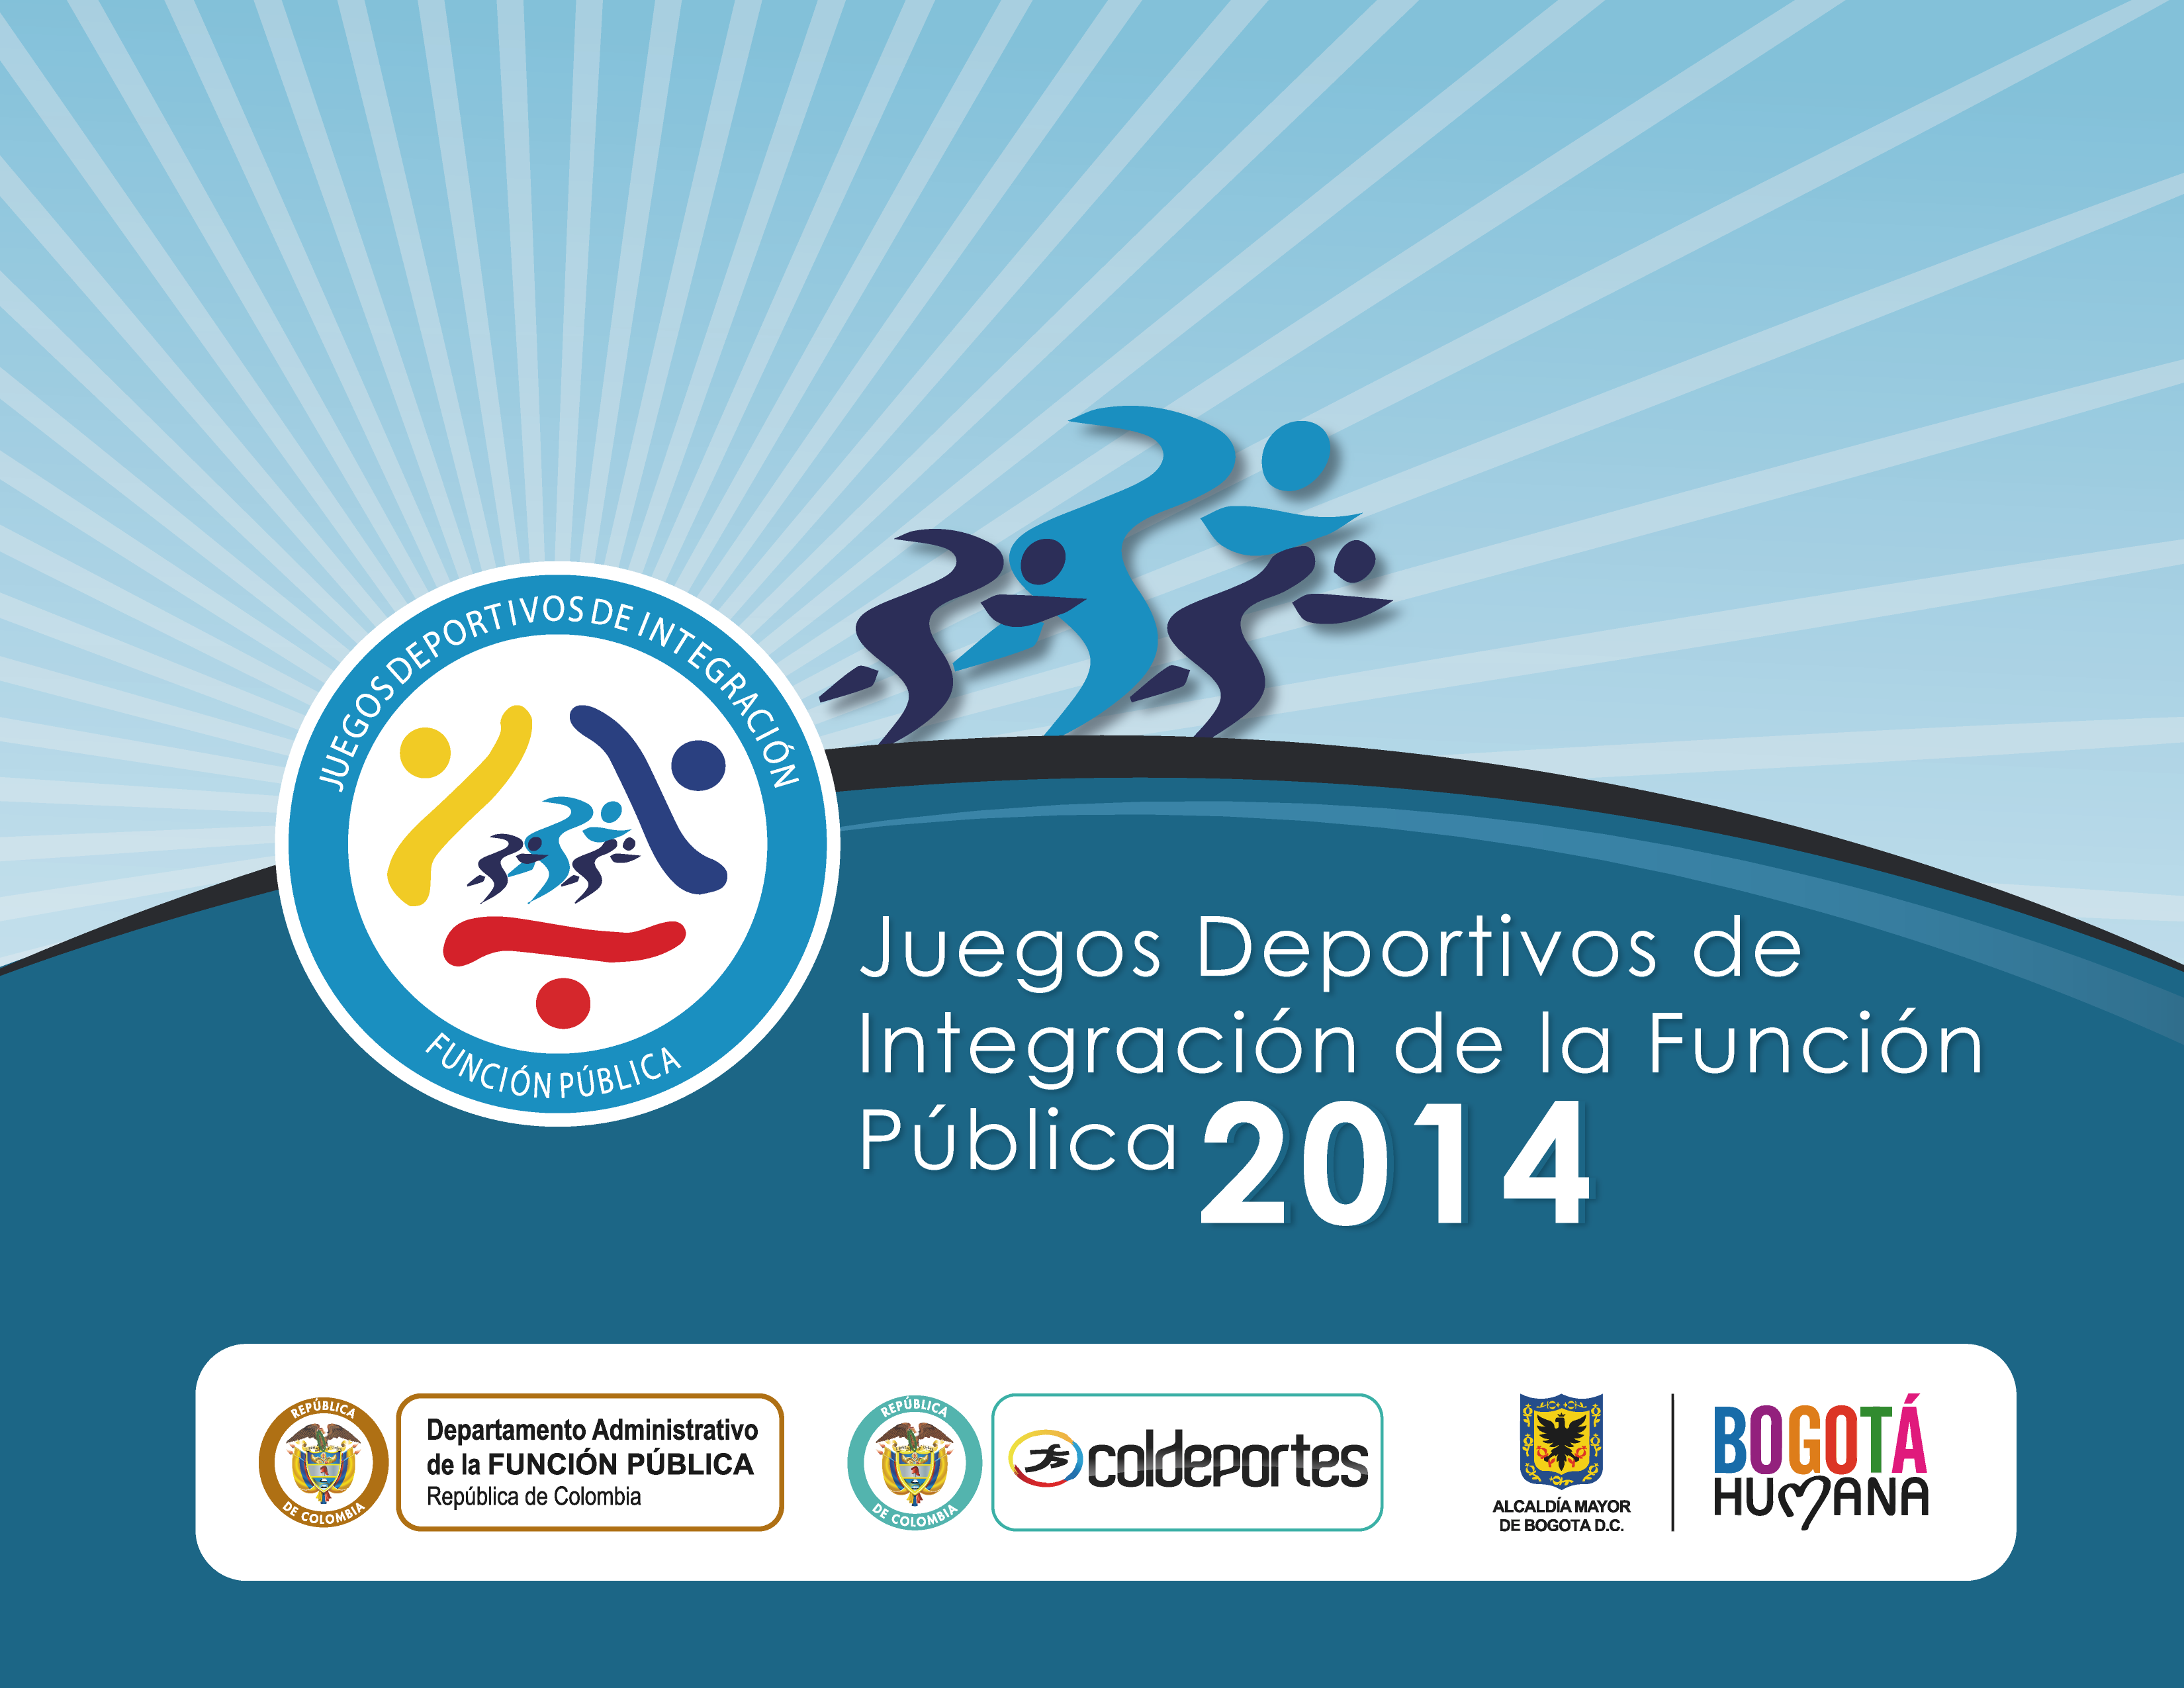 JUEGOS DEPORTIVOS DE INTEGRACIÓN
FUNCIÓN PÚBLICA
Juegos Deportivos de
Integración de la Función
Pública 2014
REPÚBLICA
DE COLOMBIA
Departamento Administrativo
de la FUNCIÓN PÚBLICA
República de Colombia
REPÚBLICA
DE COLOMBIA
coldeportes
ALCALDÍA MAYOR
DE BOGOTA D.C.
BOGOTÁ
HUMANA